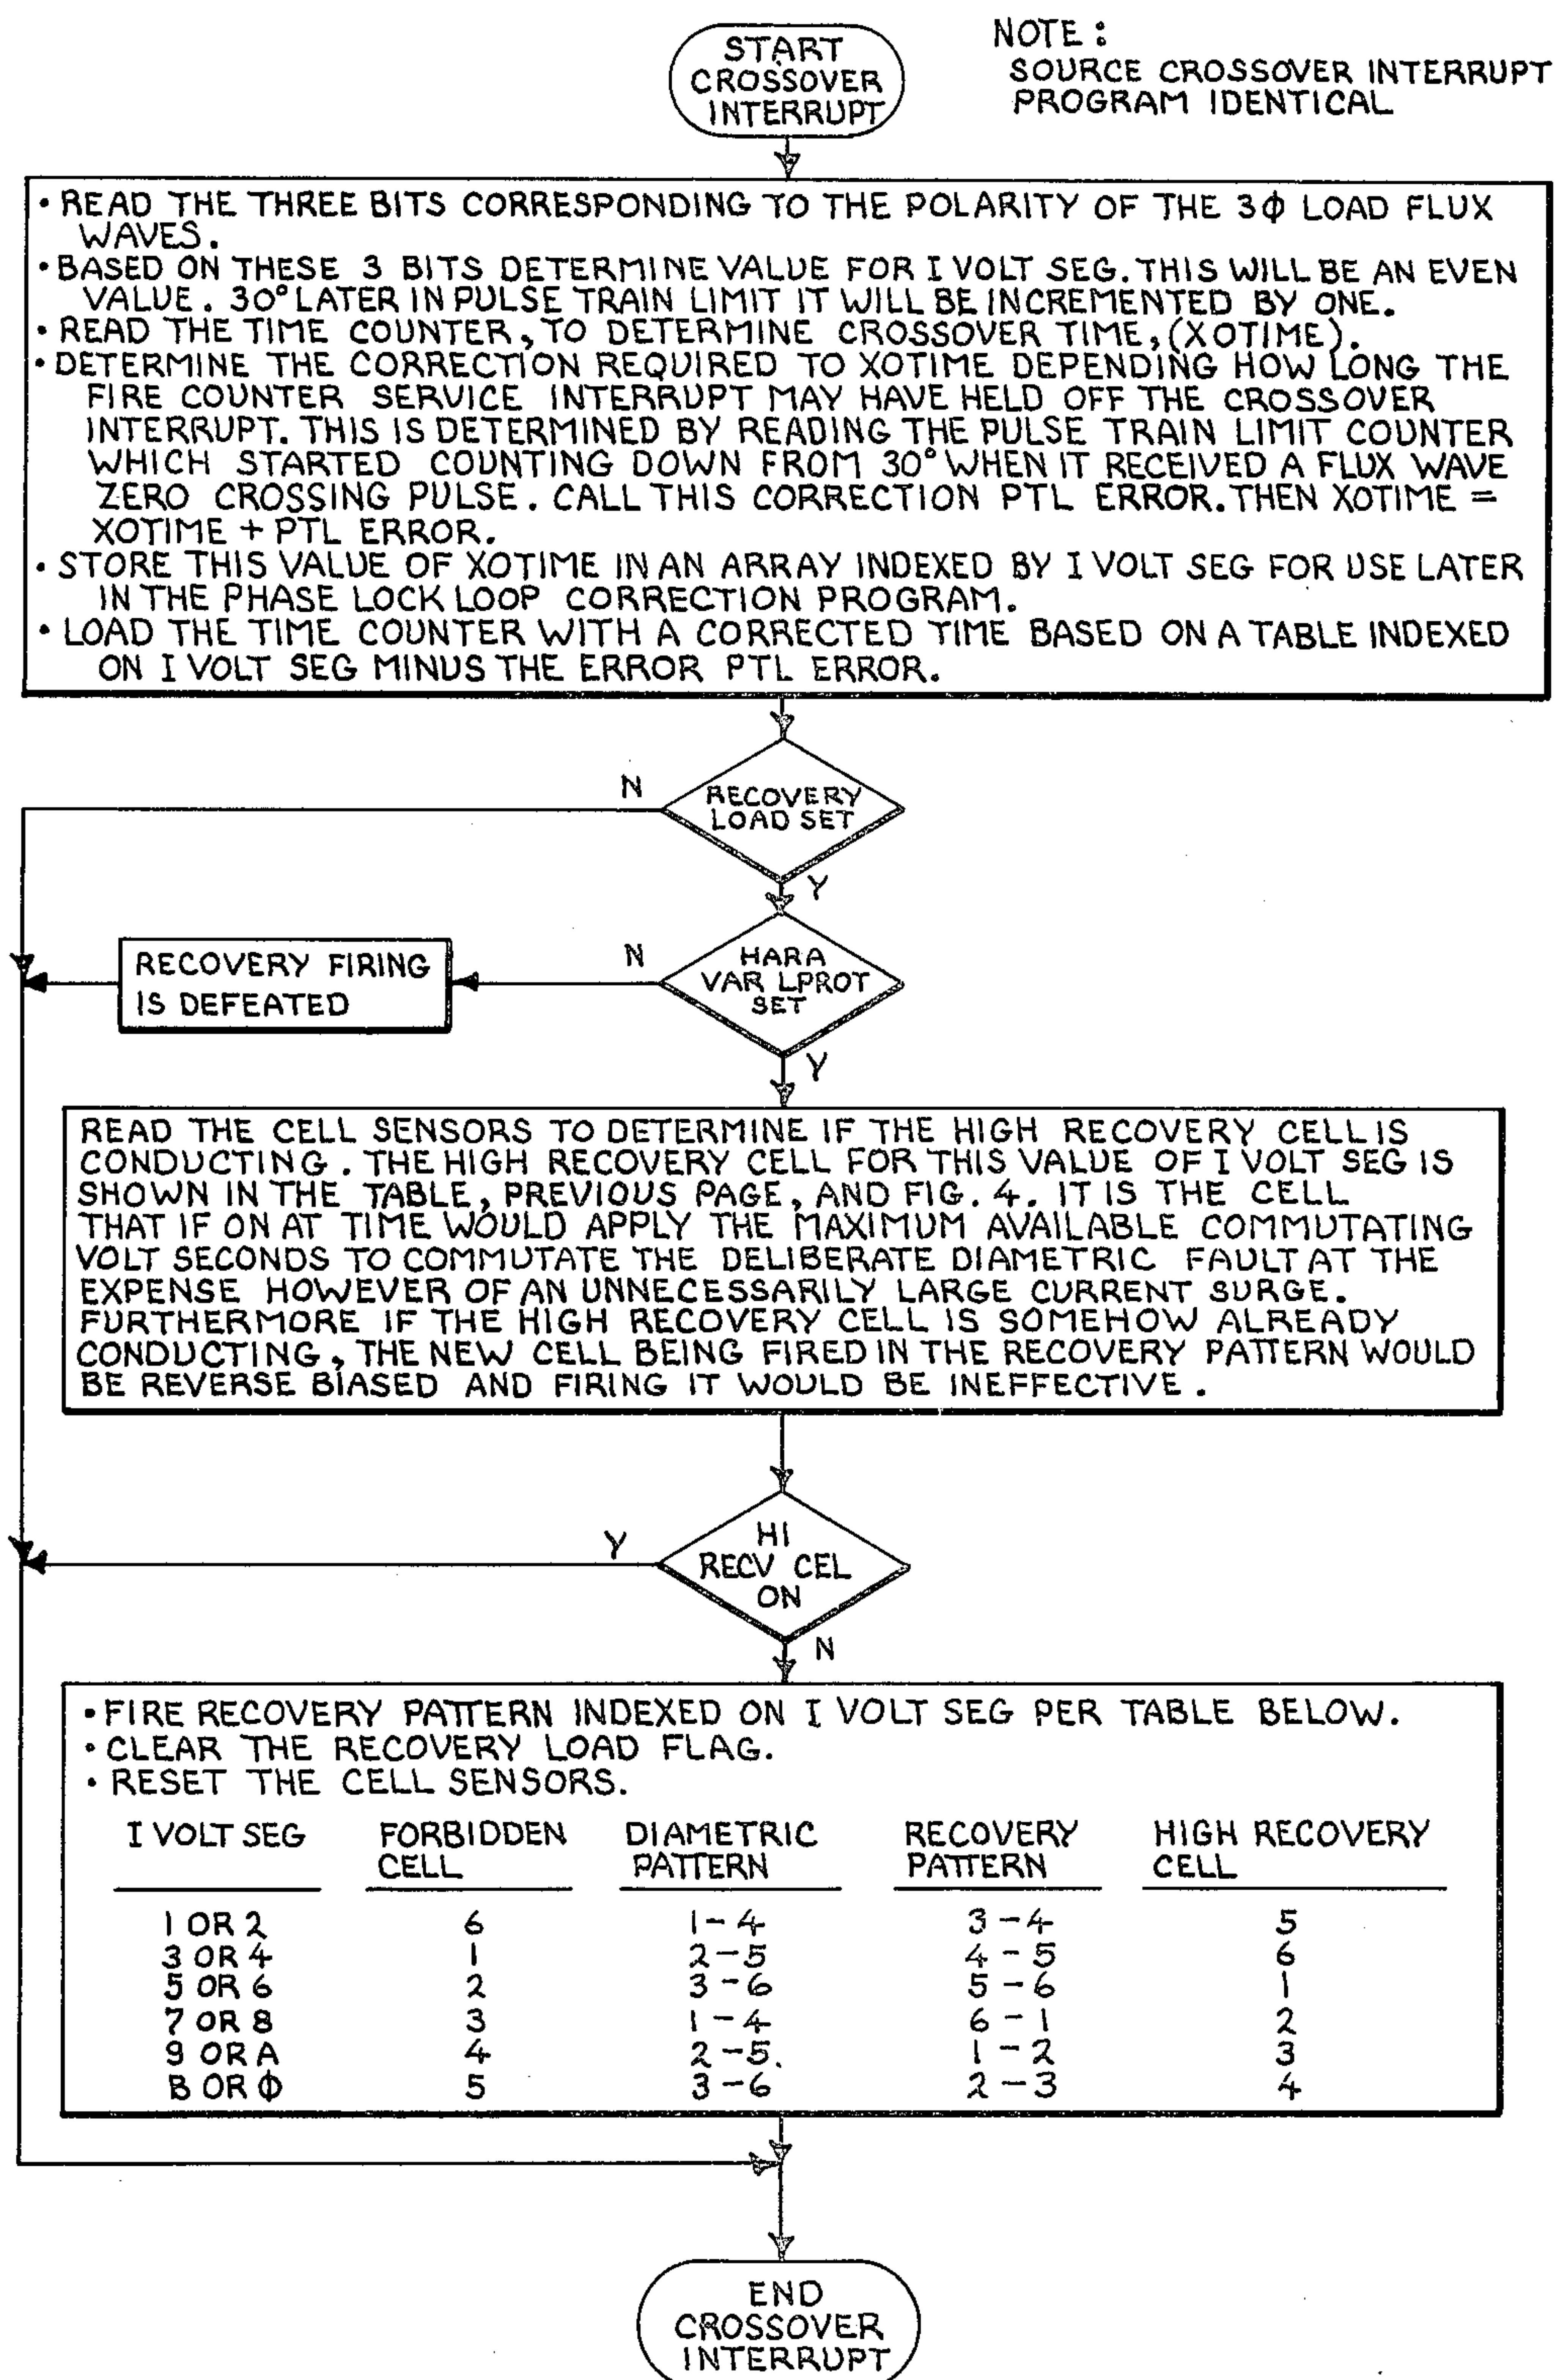 START
CROSSOVER
INTERRUPT
NOTE:
SOURCE CROSSOVER INTERRUPT
PROGRAM IDENTICAL
• READ THE THREE BITS CORRESPONDING TO THE POLARITY OF THE 3ϕ LOAD FLUX
WAVES.
• BASED ON THESE 3 BITS DETERMINE VALUE FOR I VOLT SEG. THIS WILL BE AN EVEN
VALUE. 30° LATER IN PULSE TRAIN LIMIT IT WILL BE INCREMENTED BY ONE.
• READ THE TIME COUNTER, TO DETERMINE CROSSOVER TIME, (XOTIME).
• DETERMINE THE CORRECTION REQUIRED TO XOTIME DEPENDING HOW LONG THE
FIRE COUNTER SERVICE INTERRUPT MAY HAVE HELD OFF THE CROSSOVER
INTERRUPT. THIS IS DETERMINED BY READING THE PULSE TRAIN LIMIT COUNTER
WHICH STARTED COUNTING DOWN FROM 30° WHEN IT RECEIVED A FLUX WAVE
ZERO CROSSING PULSE. CALL THIS CORRECTION PTL ERROR. THEN XOTIME =
XOTIME + PTL ERROR.
• STORE THIS VALUE OF XOTIME IN AN ARRAY INDEXED BY I VOLT SEG FOR USE LATER
IN THE PHASE LOCK LOOP CORRECTION PROGRAM.
• LOAD THE TIME COUNTER WITH A CORRECTED TIME BASED ON A TABLE INDEXED
ON I VOLT SEG MINUS THE ERROR PTL ERROR.
N
RECOVERY
LOAD SET
Y
RECOVERY FIRING
IS DEFEATED
N
HARA
VAR LPROT
SET
Y
READ THE CELL SENSORS TO DETERMINE IF THE HIGH RECOVERY CELL IS
CONDUCTING. THE HIGH RECOVERY CELL FOR THIS VALUE OF I VOLT SEG IS
SHOWN IN THE TABLE, PREVIOUS PAGE, AND FIG. 4. IT IS THE CELL
THAT IF ON AT TIME WOULD APPLY THE MAXIMUM AVAILABLE COMMUTATING
VOLT SECONDS TO COMMUTATE THE DELIBERATE DIAMETRIC FAULT AT THE
EXPENSE HOWEVER OF AN UNNECESSARILY LARGE CURRENT SURGE.
FURTHERMORE IF THE HIGH RECOVERY CELL IS SOMEHOW ALREADY
CONDUCTING, THE NEW CELL BEING FIRED IN THE RECOVERY PATTERN WOULD
BE REVERSE BIASED AND FIRING IT WOULD BE INEFFECTIVE.
Y
HI
RECV CEL
ON
N
• FIRE RECOVERY PATTERN INDEXED ON I VOLT SEG PER TABLE BELOW.
• CLEAR THE RECOVERY LOAD FLAG.
• RESET THE CELL SENSORS.
I VOLT SEG FORBIDDEN DIAMETRIC RECOVERY HIGH RECOVERY
CELL PATTERN PATTERN CELL
1 OR 2 6 1-4 3-4 5
3 OR 4 1 2-5 4-5 6
5 OR 6 2 3-6 5-6 1
7 OR 8 3 1-4 6-1 2
9 OR A 4 2-5 1-2 3
B OR ϕ 5 3-6 2-3 4
END
CROSSOVER
INTERRUPT